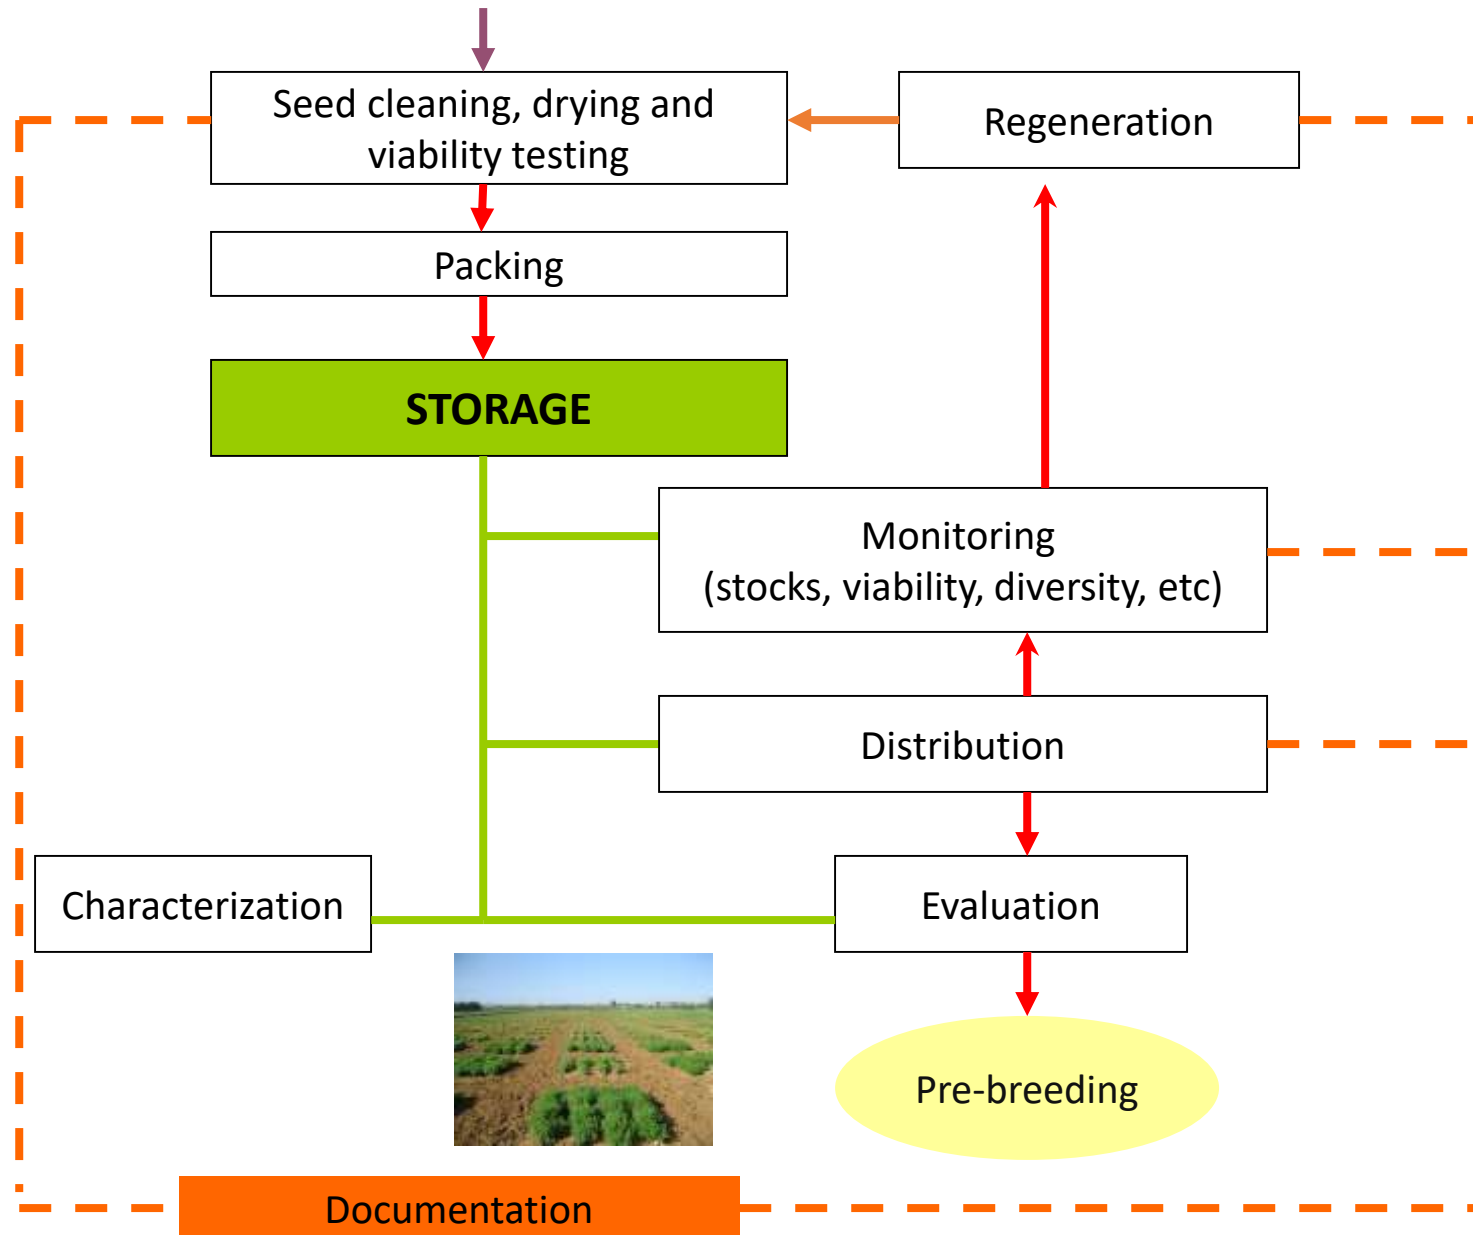 Seed cleaning, drying and
viability testing
Regeneration
Packing
STORAGE
Monitoring
(stocks, viability, diversity, etc)
Distribution
Characterization
Evaluation
Pre-breeding
Documentation